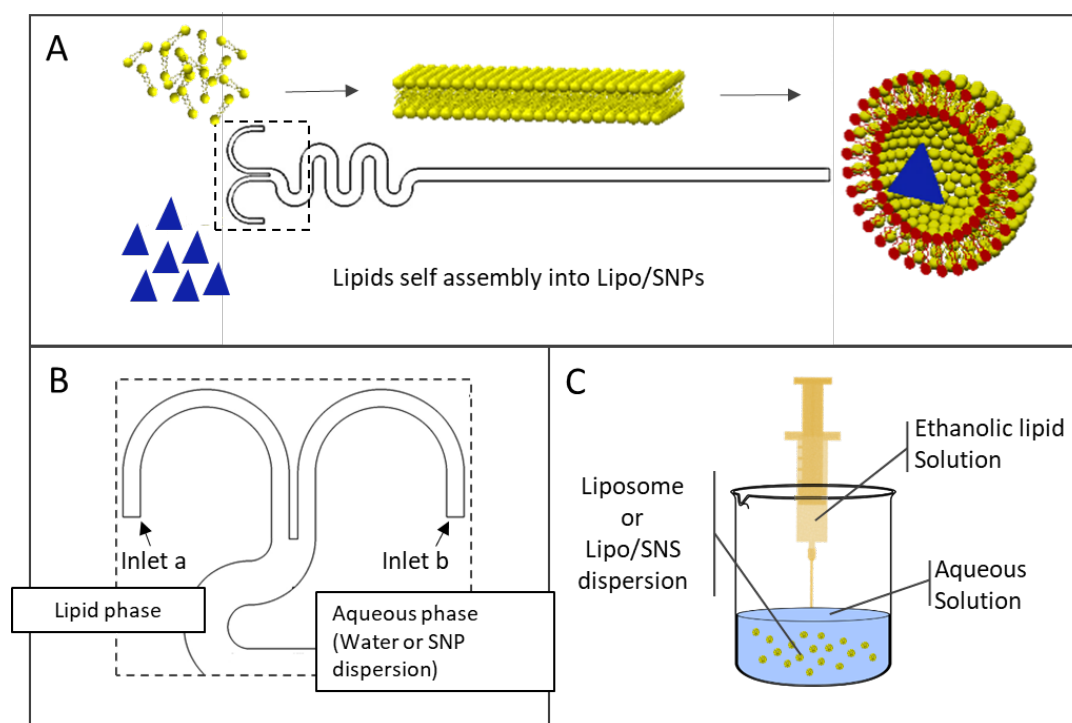 A
Lipids self assembly into Lipo/SNPs
B
Inlet a
Inlet b
Lipid phase
Aqueous phase
(Water or SNP
dispersion)
C
Ethanolic lipid
Solution
Liposome
or
Lipo/SNS
dispersion
Aqueous
Solution